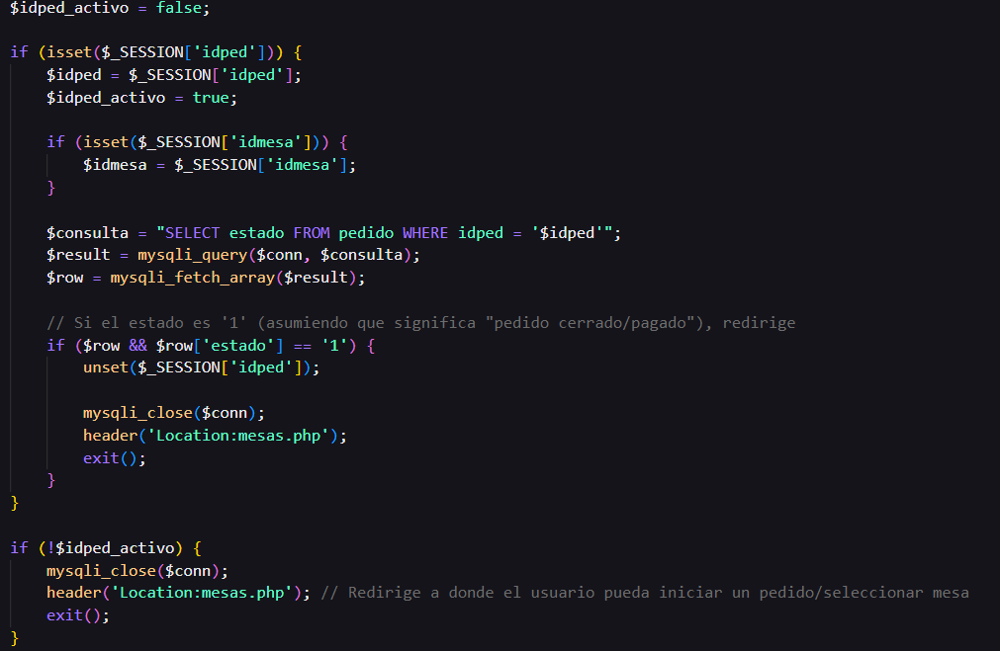 $idped_activo = false;
if (isset($_SESSION['idped'])) {
$idped = $_SESSION['idped'];
$idped_activo = true;
if (isset($_SESSION['idmesa'])) {
$idmesa = $_SESSION['idmesa'];
}
$consulta = "SELECT estado FROM pedido WHERE idped = '$idped'";
$result = mysqli_query($conn, $consulta);
$row = mysqli_fetch_array($result);
// Si el estado es '1' (asumiendo que significa "pedido cerrado/pagado"), redirige
if ($row && $row['estado'] == '1') {
unset($_SESSION['idped']);
mysqli_close($conn);
header('Location:mesas.php');
exit();
}
}
if (!$idped_activo) {
mysqli_close($conn);
header('Location:mesas.php'); // Redirige a donde el usuario pueda iniciar un pedido/seleccionar mesa
exit();
}